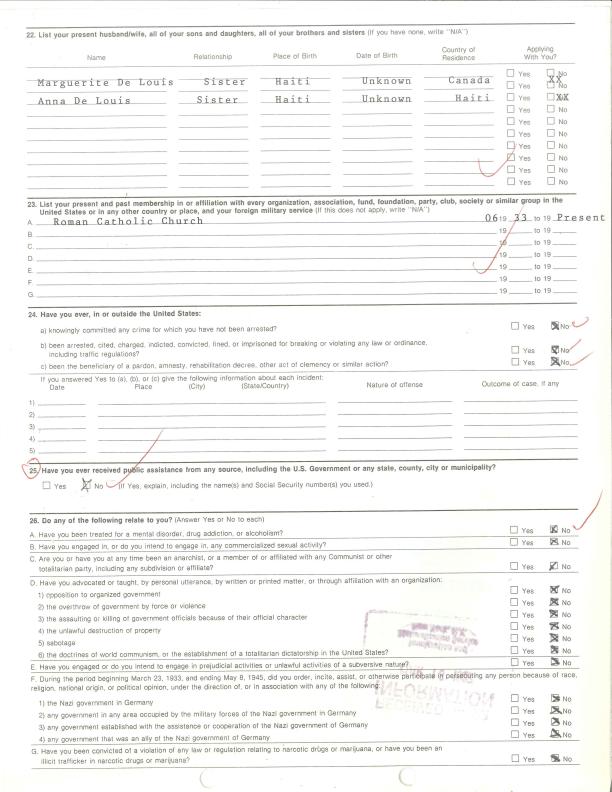 22. List your present husband/wife, all of your sons and daughters, all of your brothers and sisters (If you have none, write "N/A")
Name Relationship Place of Birth Date of Birth Country of Residence Applying With You?
Marguerite De Louis Sister Haiti Unknown Canada Yes No
Anna De Louis Sister Haiti Unknown Haiti Yes No
Yes No
Yes No
Yes No
Yes No
Yes No
Yes No
Yes No
Yes No
23. List your present and past membership in or affiliation with every organization, association, fund, foundation, party, club, society or similar group in the
United States or in any other country or place, and your foreign military service (If this does not apply, write "N/A")
A. Roman Catholic Church 06 19 33 to 19 Present
B. 19 to 19
C. 19 to 19
D. 19 to 19
E. 19 to 19
F. 19 to 19
G. 19 to 19
24. Have you ever, in or outside the United States:
a) knowingly committed any crime for which you have not been arrested? Yes No
b) been arrested, cited, charged, indicted, convicted, fined, or imprisoned for breaking or violating any law or ordinance,
including traffic regulations? Yes No
c) been the beneficiary of a pardon, amnesty, rehabilitation decree, other act of clemency or similar action? Yes No
If you answered Yes to (a), (b), or (c) give the following information about each incident:
Date Place (City) (State/Country) Nature of offense Outcome of case, if any
1)
2)
3)
4)
5)
25. Have you ever received public assistance from any source, including the U.S. Government or any state, county, city or municipality?
Yes No (If Yes, explain, including the name(s) and Social Security number(s) you used.)
26. Do any of the following relate to you? (Answer Yes or No to each)
A. Have you been treated for a mental disorder, drug addiction, or alcoholism? Yes No
B. Have you engaged in, or do you intend to engage in, any commercialized sexual activity? Yes No
C. Are you or have you at any time been an anarchist, or a member of or affiliated with any Communist or other
totalitarian party, including any subdivision or affiliate? Yes No
D. Have you advocated or taught, by personal utterance, by written or printed matter, or through affiliation with an organization:
1) opposition to organized government Yes No
2) the overthrow of government by force or violence Yes No
3) the assaulting or killing of government officials because of their official character Yes No
4) the unlawful destruction of property Yes No
5) sabotage Yes No
6) the doctrines of world communism, or the establishment of a totalitarian dictatorship in the United States? Yes No
E. Have you engaged or do you intend to engage in prejudicial activities or unlawful activities of a subversive nature? Yes No
F. During the period beginning March 23, 1933, and ending May 8, 1945, did you order, incite, assist, or otherwise participate in persecuting any person because of race,
religion, national origin, or political opinion, under the direction of, or in association with any of the following:
1) the Nazi government in Germany Yes No
2) any government in any area occupied by the military forces of the Nazi government in Germany Yes No
3) any government established with the assistance or cooperation of the Nazi government of Germany Yes No
4) any government that was an ally of the Nazi government of Germany Yes No
G. Have you been convicted of a violation of any law or regulation relating to narcotic drugs or marijuana, or have you been an
illicit trafficker in narcotic drugs or marijuana? Yes No
RECEIVED
INFORMATION